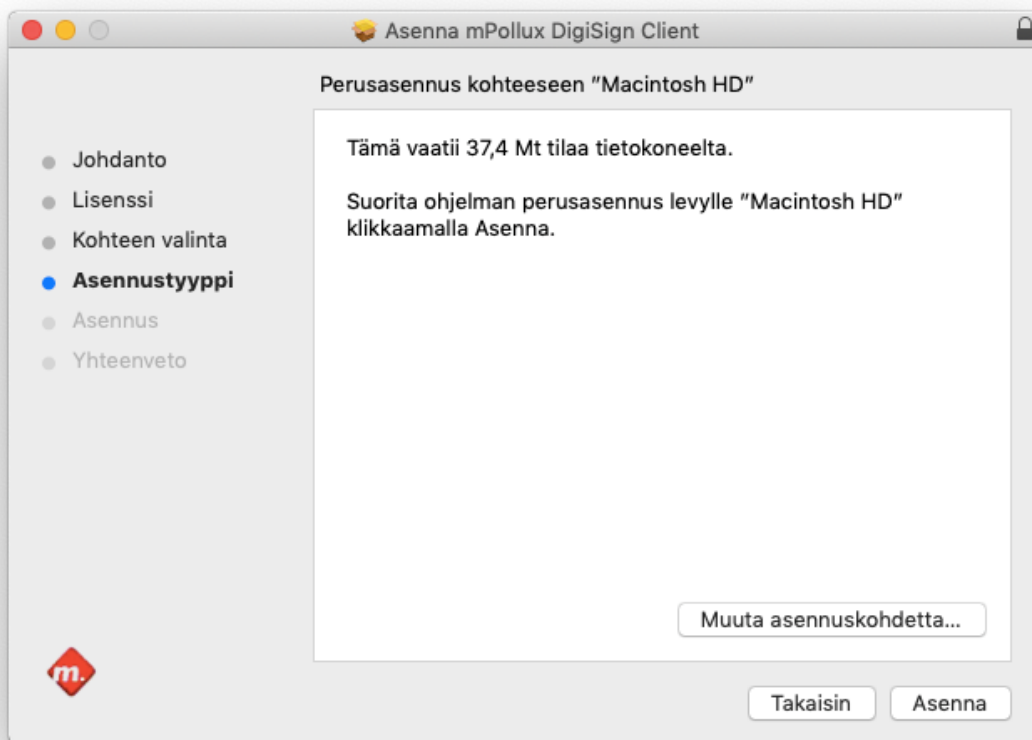 Asenna mPollux DigiSign Client
Perusasennus kohteeseen "Macintosh HD"
Johdanto
Lisenssi
Kohteen valinta
Asennustyyppi
Asennus
Yhteenveto
Tämä vaatii 37,4 Mt tilaa tietokoneelta.
Suorita ohjelman perusasennus levylle "Macintosh HD"
klikkaamalla Asenna.
Muuta asennuskohdetta...
m.
Takaisin
Asenna